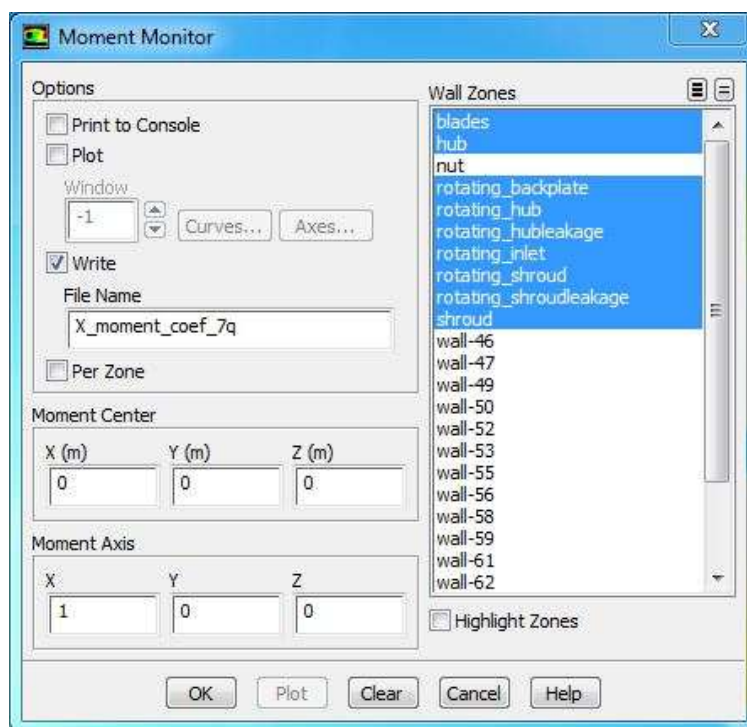 Moment Monitor
Options
Print to Console
Plot
Window
-1
Curves...
Axes...
Write
File Name
X_moment_coef_7q
Per Zone
Moment Center
X (m) Y (m) Z (m)
0 0 0
Moment Axis
X Y Z
1 0 0
Wall Zones
blades
hub
nut
rotating_backplate
rotating_hub
rotating_hubleakage
rotating_inlet
rotating_shroud
rotating_shroudleakage
shroud
wall-46
wall-47
wall-49
wall-50
wall-52
wall-53
wall-55
wall-56
wall-58
wall-59
wall-61
wall-62
Highlight Zones
OK Plot Clear Cancel Help